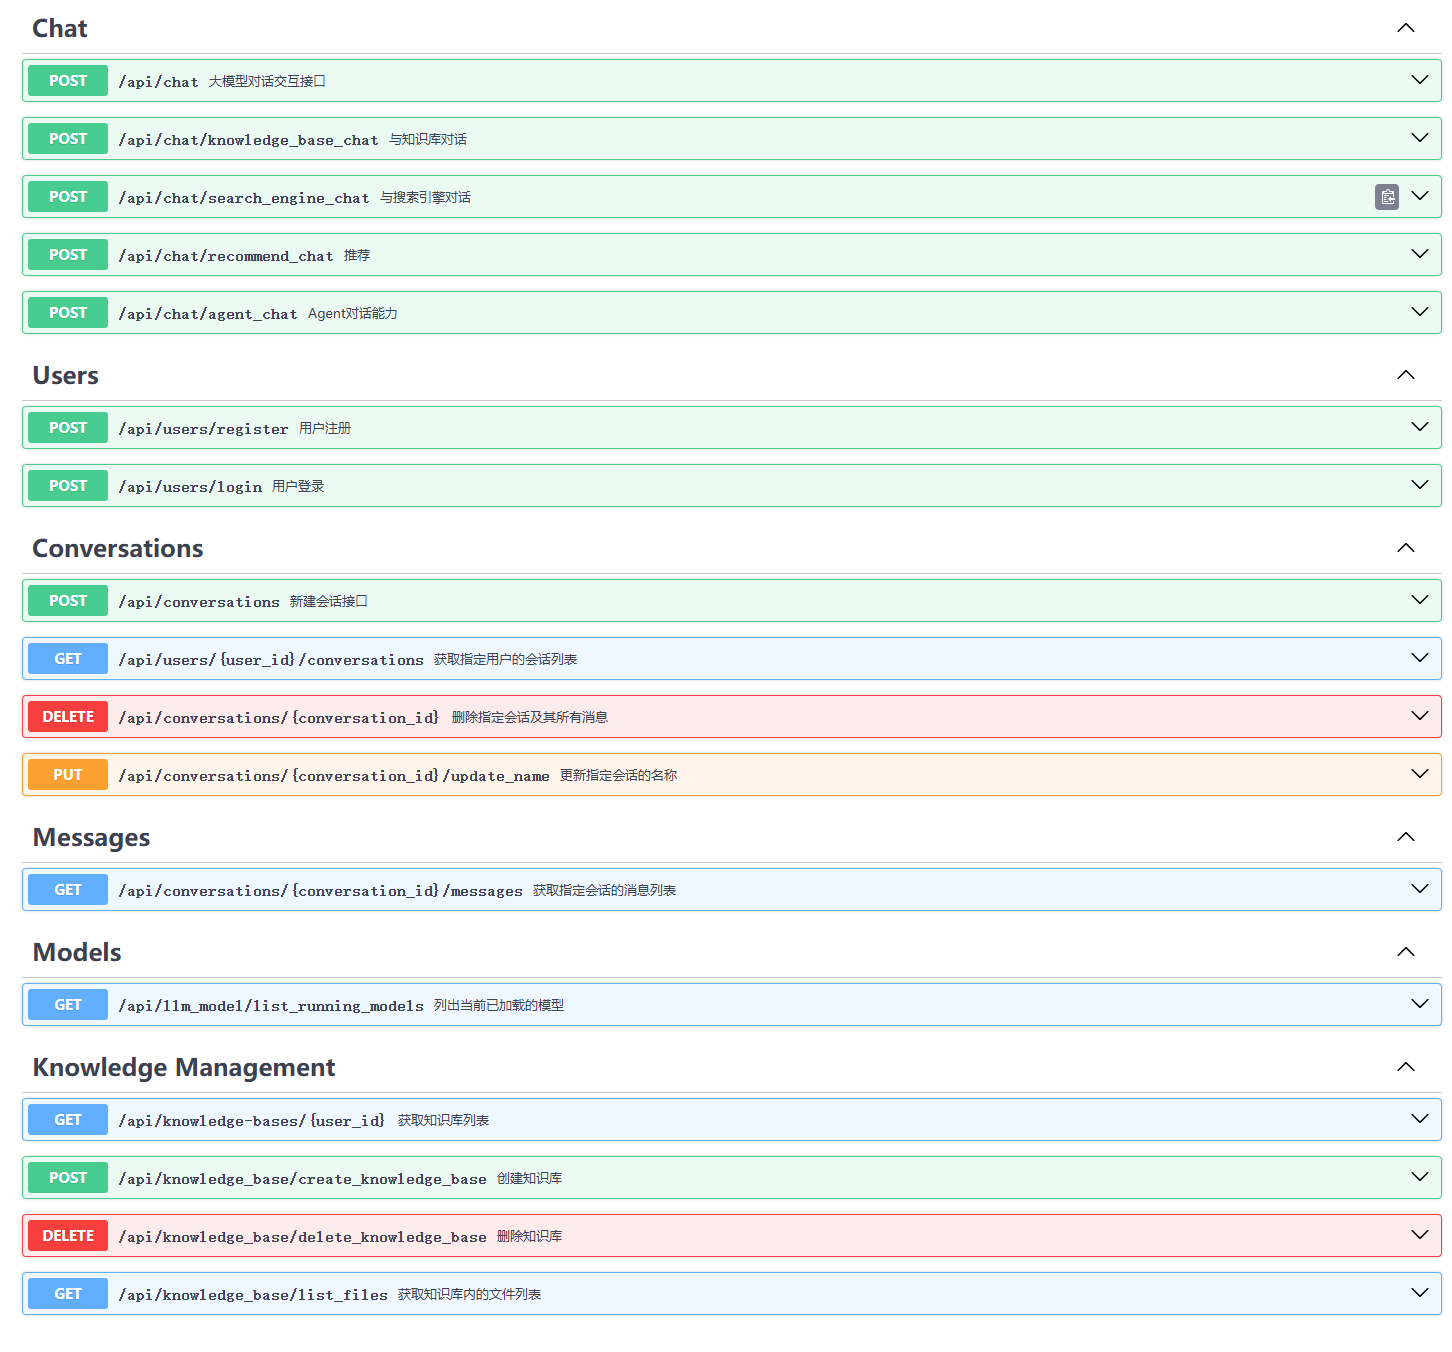 Chat
POST /api/chat 大模型对话交互接口
POST /api/chat/knowledge_base_chat 与知识库对话
POST /api/chat/search_engine_chat 与搜索引擎对话
POST /api/chat/recommend_chat 推荐
POST /api/chat/agent_chat Agent对话能力
Users
POST /api/users/register 用户注册
POST /api/users/login 用户登录
Conversations
POST /api/conversations 新建会话接口
GET /api/users/{user_id}/conversations 获取指定用户的会话列表
DELETE /api/conversations/{conversation_id} 删除指定会话及其所有消息
PUT /api/conversations/{conversation_id}/update_name 更新指定会话的名称
Messages
GET /api/conversations/{conversation_id}/messages 获取指定会话的消息列表
Models
GET /api/llm_model/list_running_models 列出当前已加载的模型
Knowledge Management
GET /api/knowledge-bases/{user_id} 获取知识库列表
POST /api/knowledge_base/create_knowledge_base 创建知识库
DELETE /api/knowledge_base/delete_knowledge_base 删除知识库
GET /api/knowledge_base/list_files 获取知识库内的文件列表